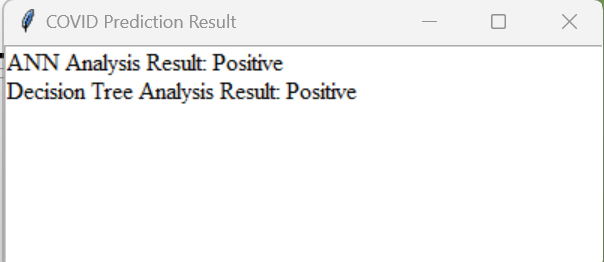 COVID Prediction Result
ANN Analysis Result: Positive
Decision Tree Analysis Result: Positive